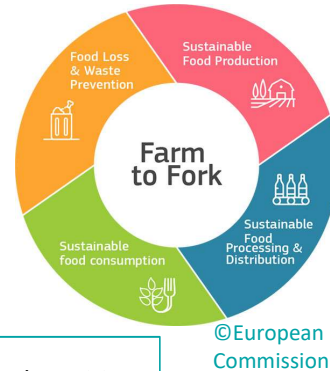 Food Loss
& Waste
Prevention
Sustainable
Food Production
Farm
to Fork
Sustainable
Food
Processing &
Distribution
Sustainable
food consumption
©European
Commission